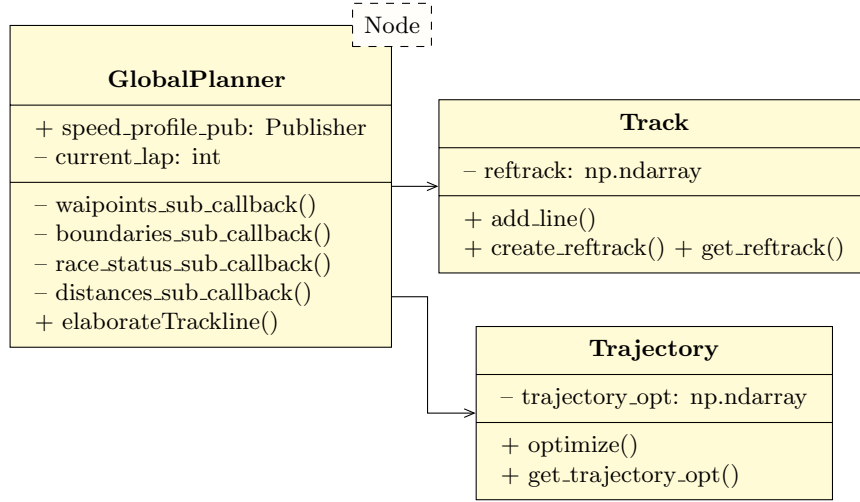 Node
GlobalPlanner
+ speed_profile_pub: Publisher
– current_lap: int
– waipoints_sub_callback()
– boundaries_sub_callback()
– race_status_sub_callback()
– distances_sub_callback()
+ elaborateTrackline()
Track
– reftrack: np.ndarray
+ add_line()
+ create_reftrack() + get_reftrack()
Trajectory
– trajectory_opt: np.ndarray
+ optimize()
+ get_trajectory_opt()